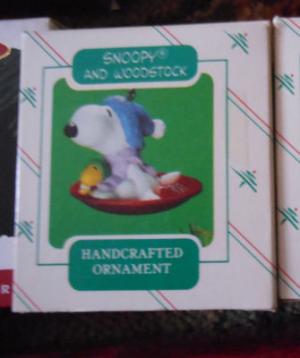 SNOOPY®
AND WOODSTOCK
HANDCRAFTED
ORNAMENT
R